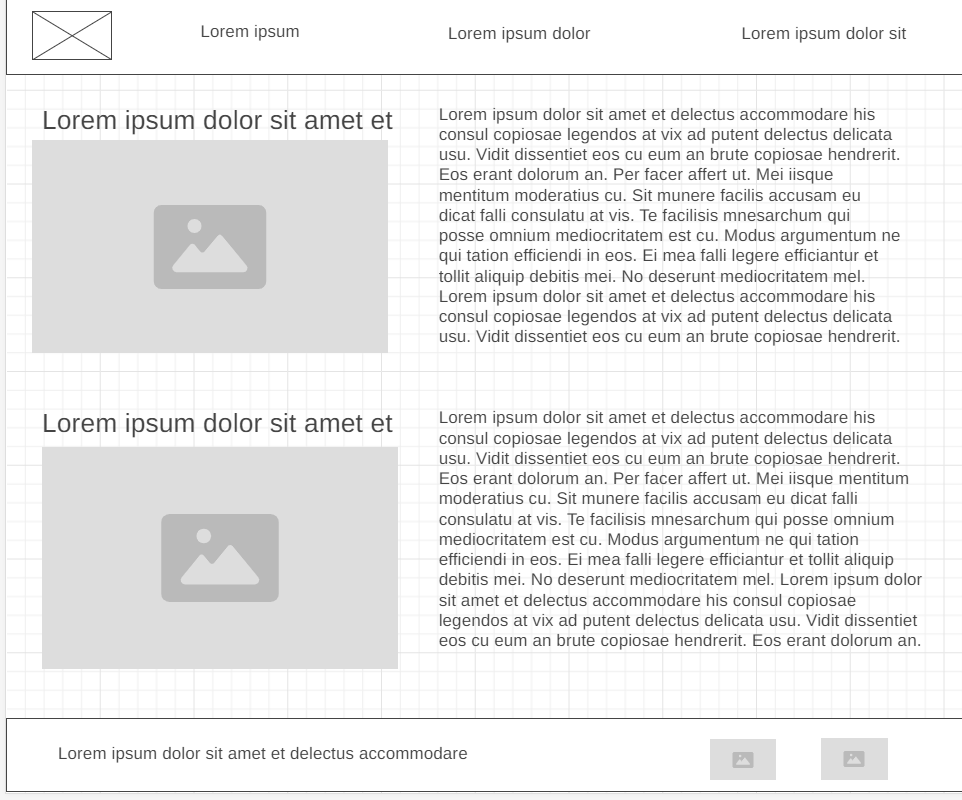 Lorem ipsum
Lorem ipsum dolor
Lorem ipsum dolor sit
Lorem ipsum dolor sit amet et
Lorem ipsum dolor sit amet et delectus accommodare his
consul copiosae legendos at vix ad putent delectus delicata
usu. Vidit dissentiet eos cu eum an brute copiosae hendrerit.
Eos erant dolorum an. Per facer affert ut. Mei iisque
mentitum moderatius cu. Sit munere facilis accusam eu
dicat falli consulatu at vis. Te facilisis mnesarchum qui
posse omnium mediocritatem est cu. Modus argumentum ne
qui tation efficiendi in eos. Ei mea falli legere efficiantur et
tollit aliquip debitis mei. No deserunt mediocritatem mel.
Lorem ipsum dolor sit amet et delectus accommodare his
consul copiosae legendos at vix ad putent delectus delicata
usu. Vidit dissentiet eos cu eum an brute copiosae hendrerit.
Lorem ipsum dolor sit amet et
Lorem ipsum dolor sit amet et delectus accommodare his
consul copiosae legendos at vix ad putent delectus delicata
usu. Vidit dissentiet eos cu eum an brute copiosae hendrerit.
Eos erant dolorum an. Per facer affert ut. Mei iisque mentitum
moderatius cu. Sit munere facilis accusam eu dicat falli
consulatu at vis. Te facilisis mnesarchum qui posse omnium
mediocritatem est cu. Modus argumentum ne qui tation
efficiendi in eos. Ei mea falli legere efficiantur et tollit aliquip
debitis mei. No deserunt mediocritatem mel. Lorem ipsum dolor
sit amet et delectus accommodare his consul copiosae
legendos at vix ad putent delectus delicata usu. Vidit dissentiet
eos cu eum an brute copiosae hendrerit. Eos erant dolorum an.
Lorem ipsum dolor sit amet et delectus accommodare